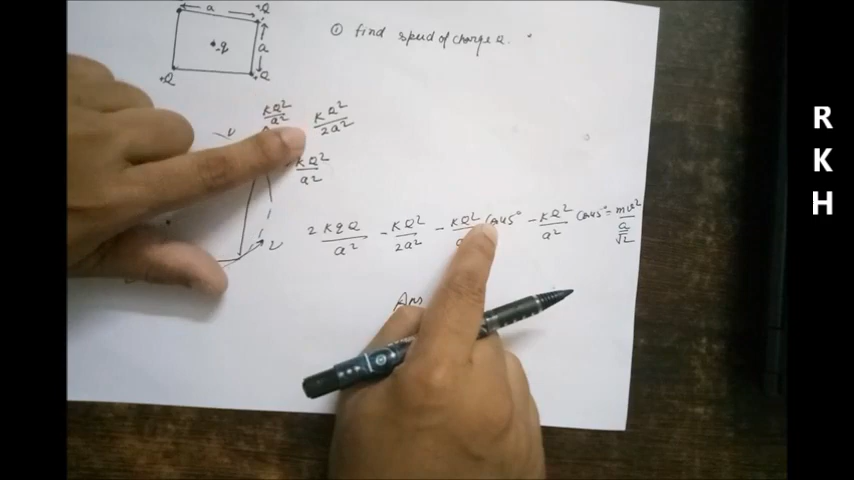 a
Q
① find speed of charge Q.
-q
a
+Q
Q
KQ²/a²
KQ²/2a²
v
KQ²/a²
2KqQ/a² - KQ²/2a² - KQ² Cos45° - KQ²/a² Cos45° = mv²/(a/√2)
v
Ans
R
K
H